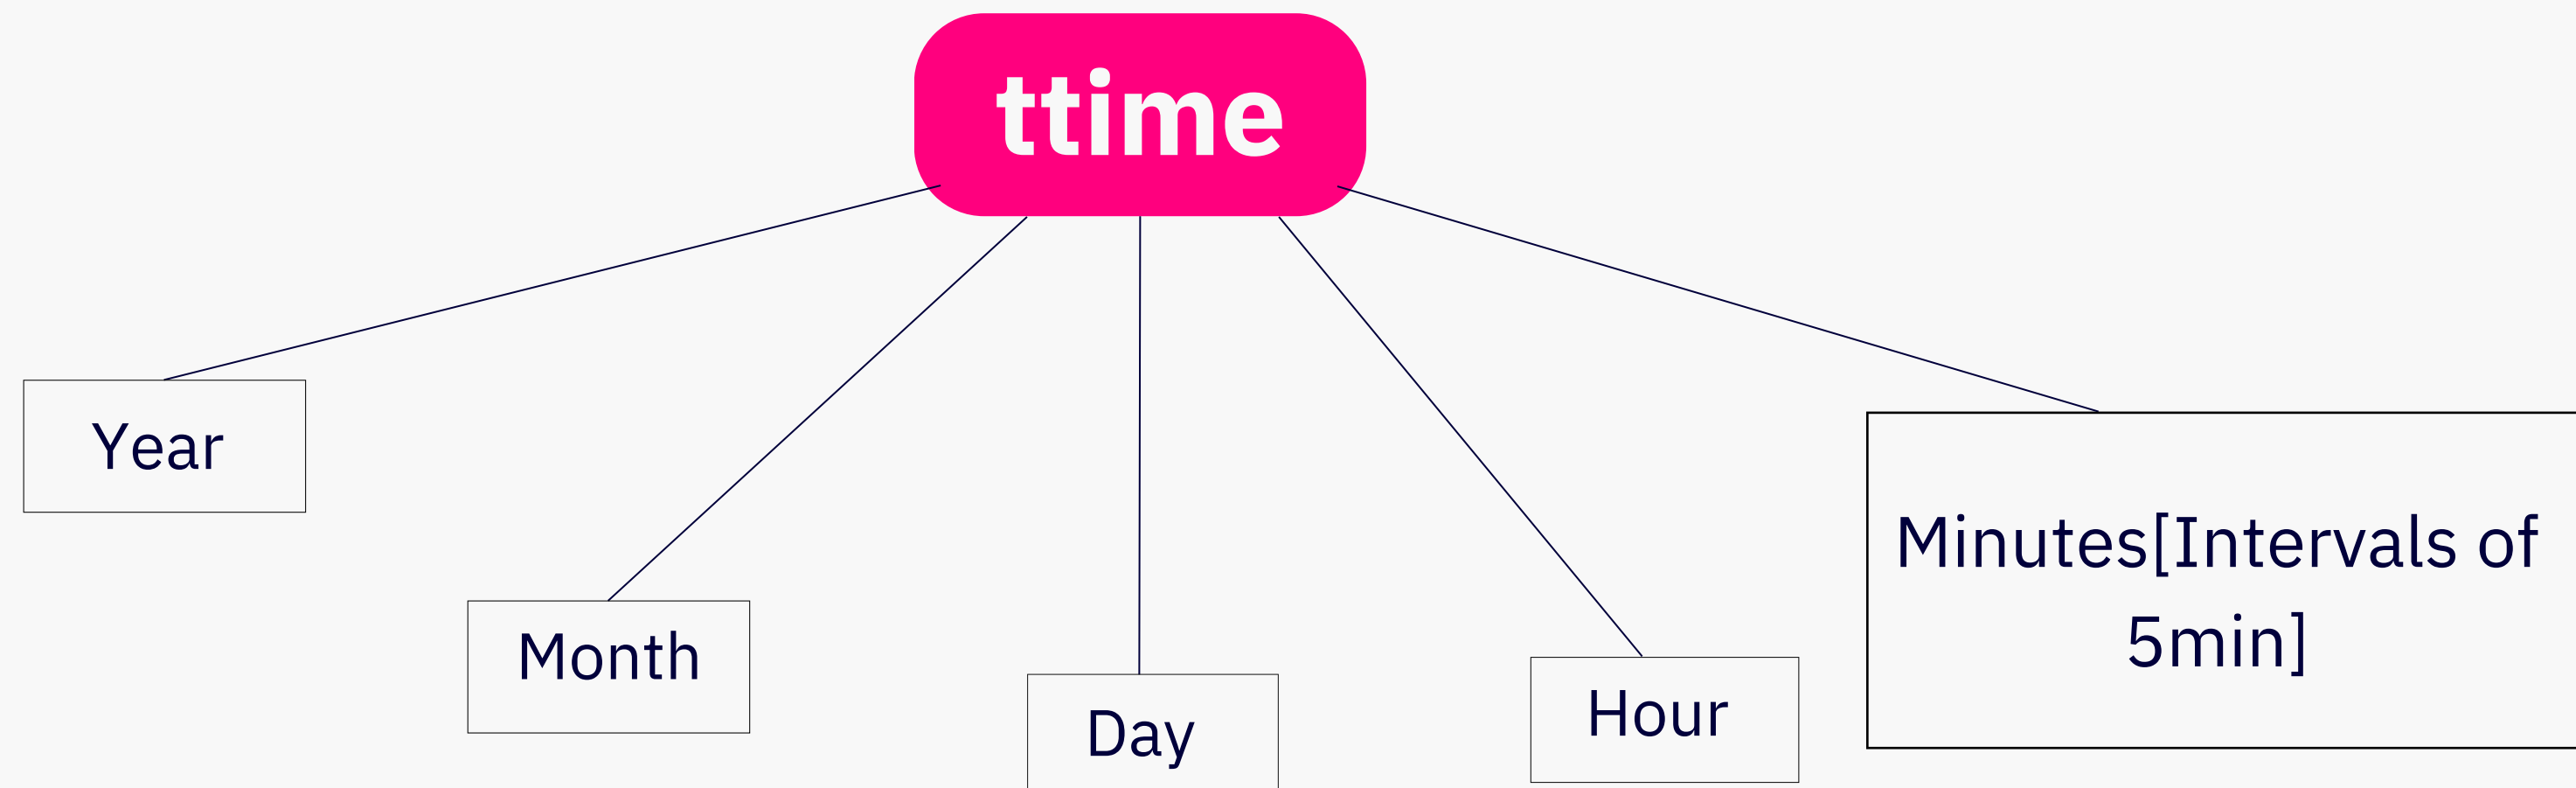 ttime
Year
Month
Day
Hour
Minutes[Intervals of
5min]